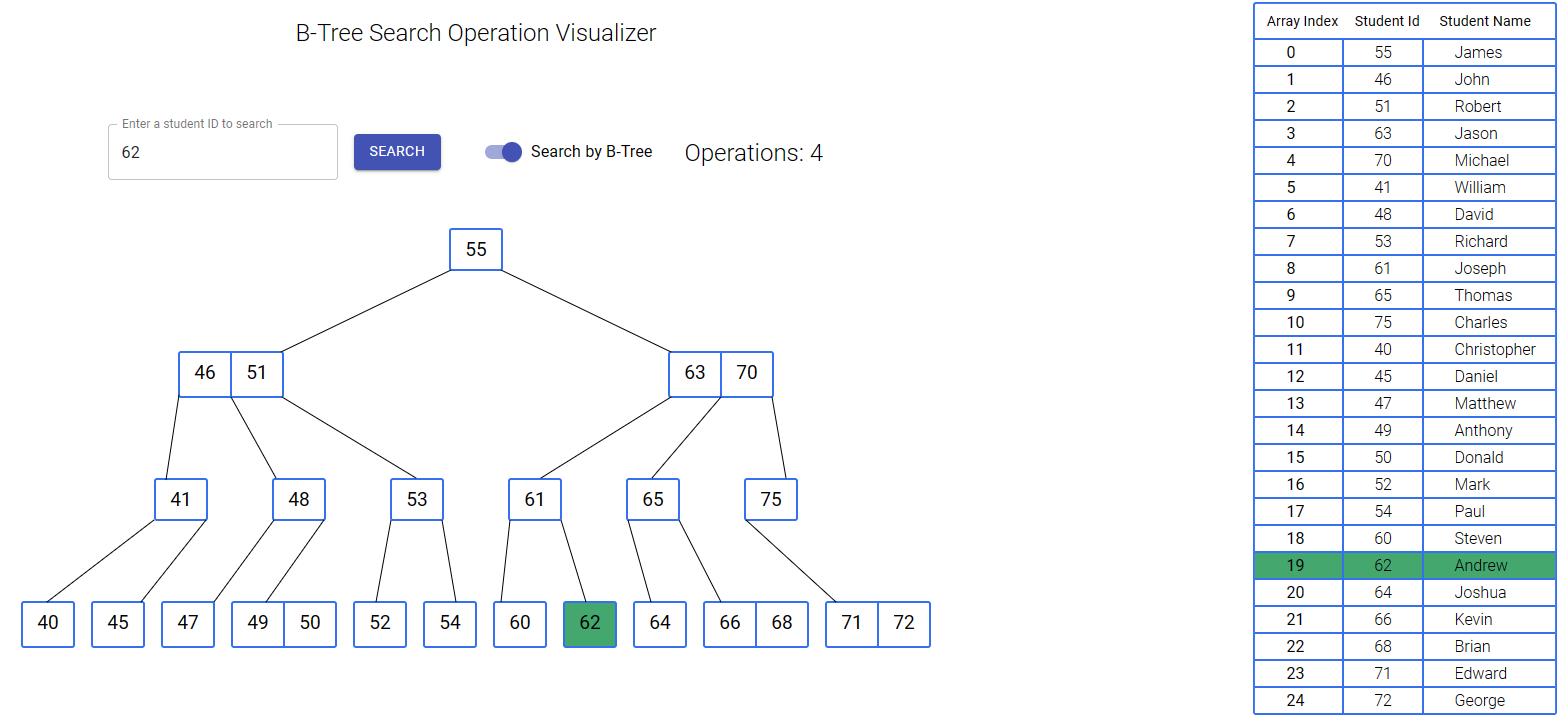 B-Tree Search Operation Visualizer
Enter a student ID to search
62
SEARCH
Search by B-Tree
Operations: 4
55
46 51 63 70
41 48 53 61 65 75
40 45 47 49 50 52 54 60 62 64 66 68 71 72
Array Index Student Id Student Name
0 55 James
1 46 John
2 51 Robert
3 63 Jason
4 70 Michael
5 41 William
6 48 David
7 53 Richard
8 61 Joseph
9 65 Thomas
10 75 Charles
11 40 Christopher
12 45 Daniel
13 47 Matthew
14 49 Anthony
15 50 Donald
16 52 Mark
17 54 Paul
18 60 Steven
19 62 Andrew
20 64 Joshua
21 66 Kevin
22 68 Brian
23 71 Edward
24 72 George